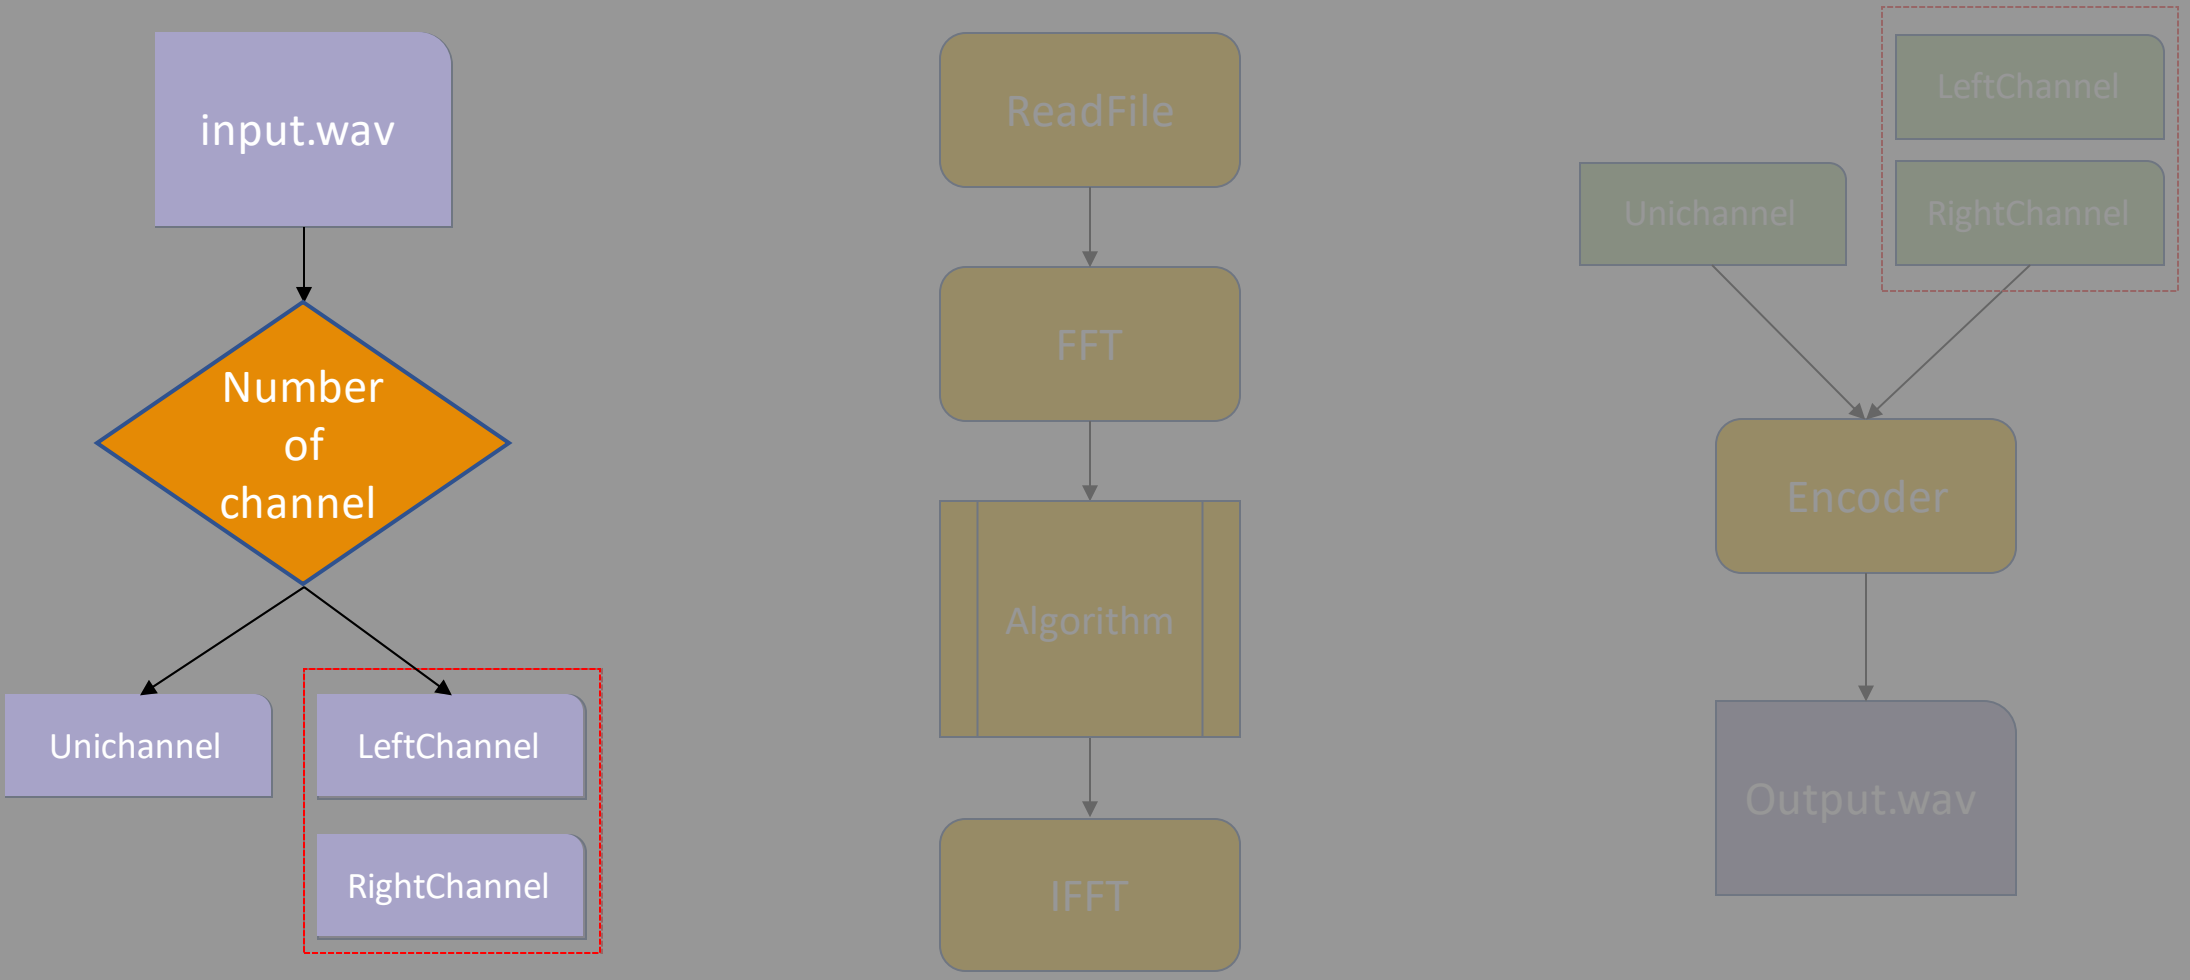 input.wav
Number
of
channel
Unichannel
LeftChannel
RightChannel
ReadFile
FFT
Algorithm
IFFT
LeftChannel
Unichannel
RightChannel
Encoder
Output.wav